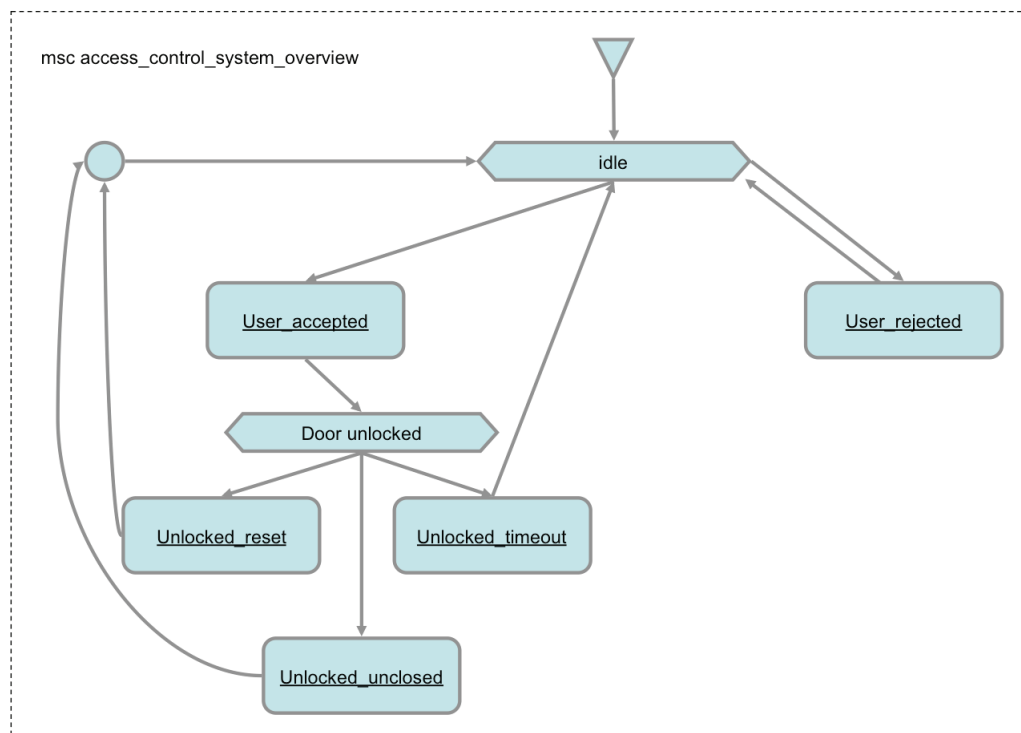 msc access_control_system_overview
idle
User_accepted
User_rejected
Door unlocked
Unlocked_reset
Unlocked_timeout
Unlocked_unclosed